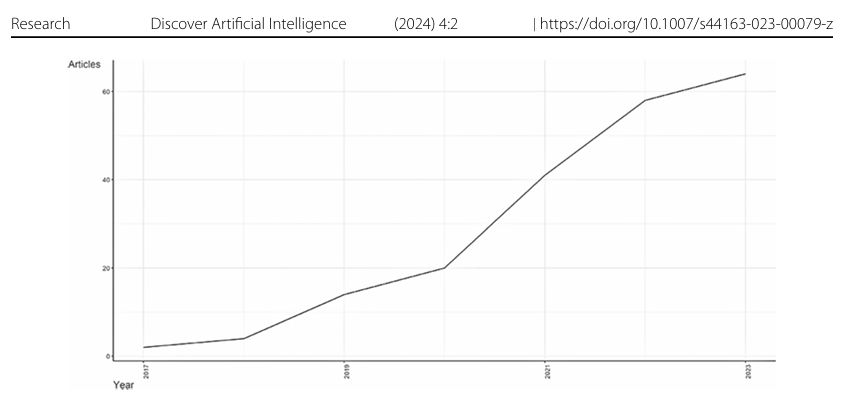 Research Discover Artificial Intelligence (2024) 4:2 | https://doi.org/10.1007/s44163-023-00079-z
Articles
60
40
20
0
2017 2019 2021 2023
Year